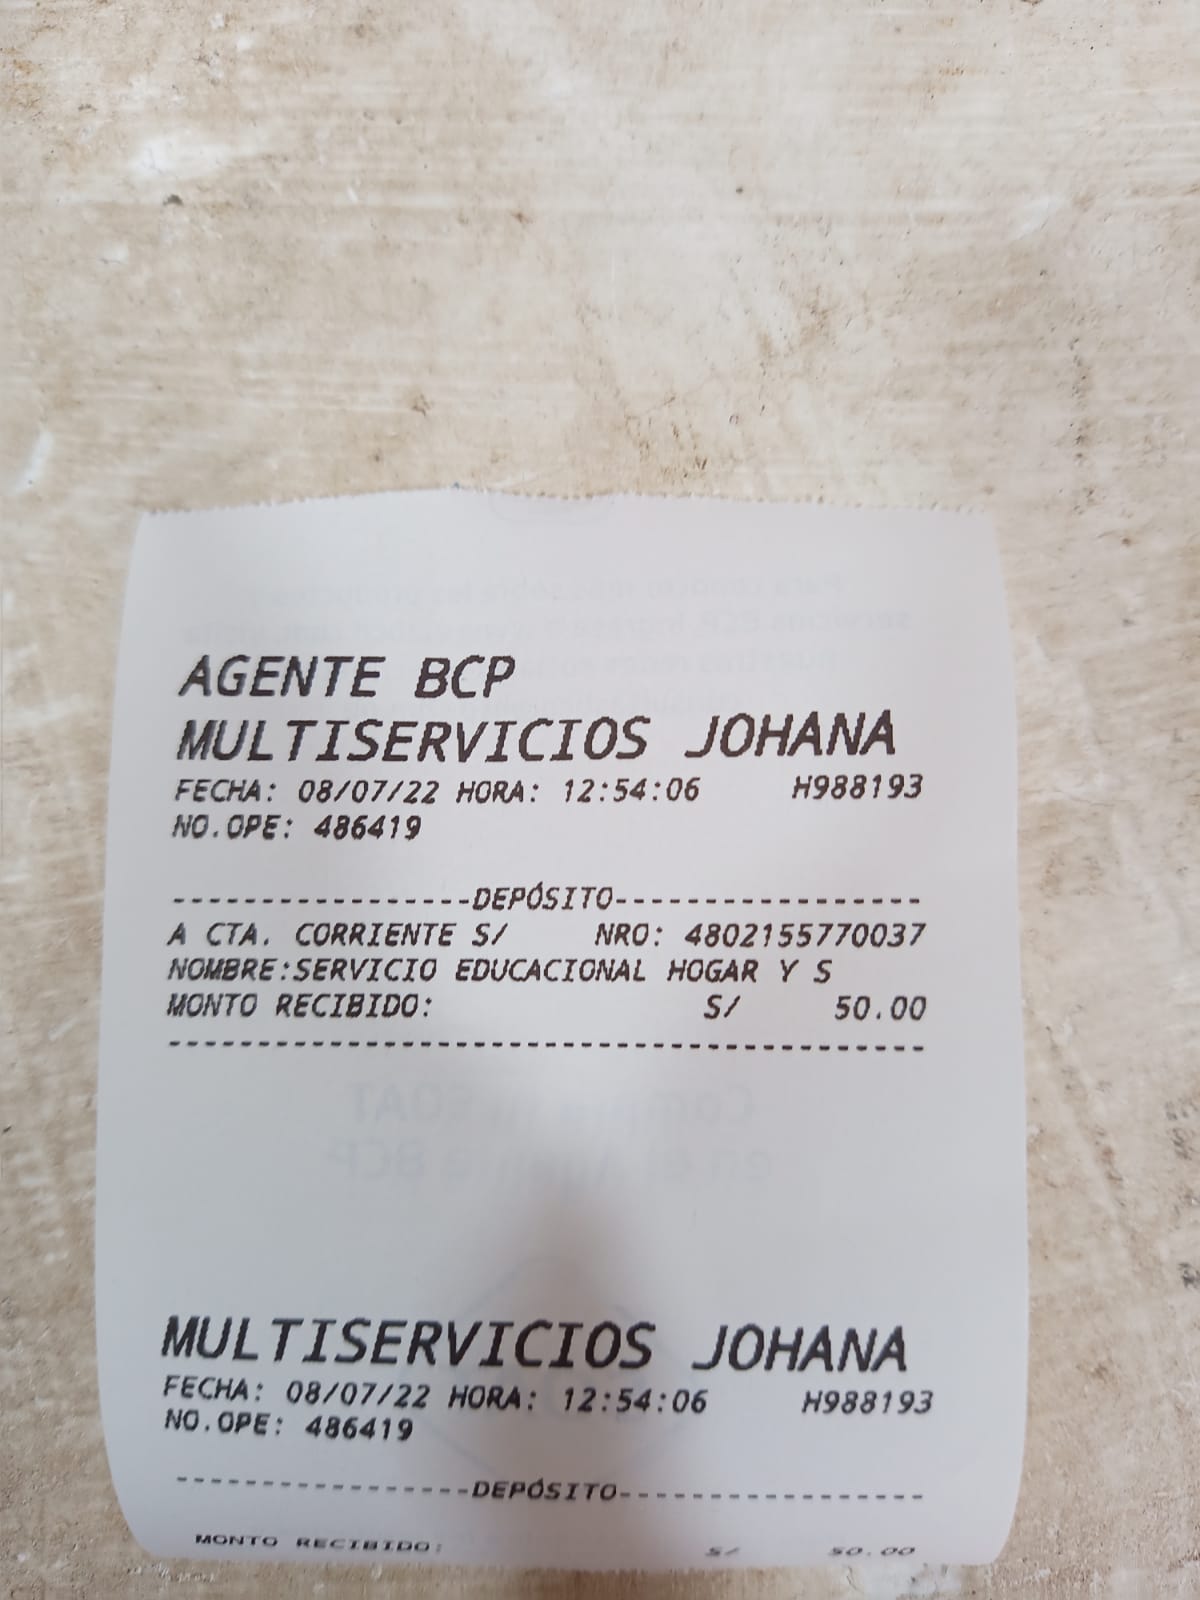 AGENTE BCP
MULTISERVICIOS JOHANA
FECHA: 08/07/22 HORA: 12:54:06 H988193
NO.OPE: 486419
-----------------DEPÓSITO-----------------
A CTA. CORRIENTE S/ NRO: 4802155770037
NOMBRE:SERVICIO EDUCACIONAL HOGAR Y S
MONTO RECIBIDO: S/ 50.00
------------------------------------------
MULTISERVICIOS JOHANA
FECHA: 08/07/22 HORA: 12:54:06 H988193
NO.OPE: 486419
-----------------DEPÓSITO-----------------
MONTO RECIBIDO: S/ 50.00